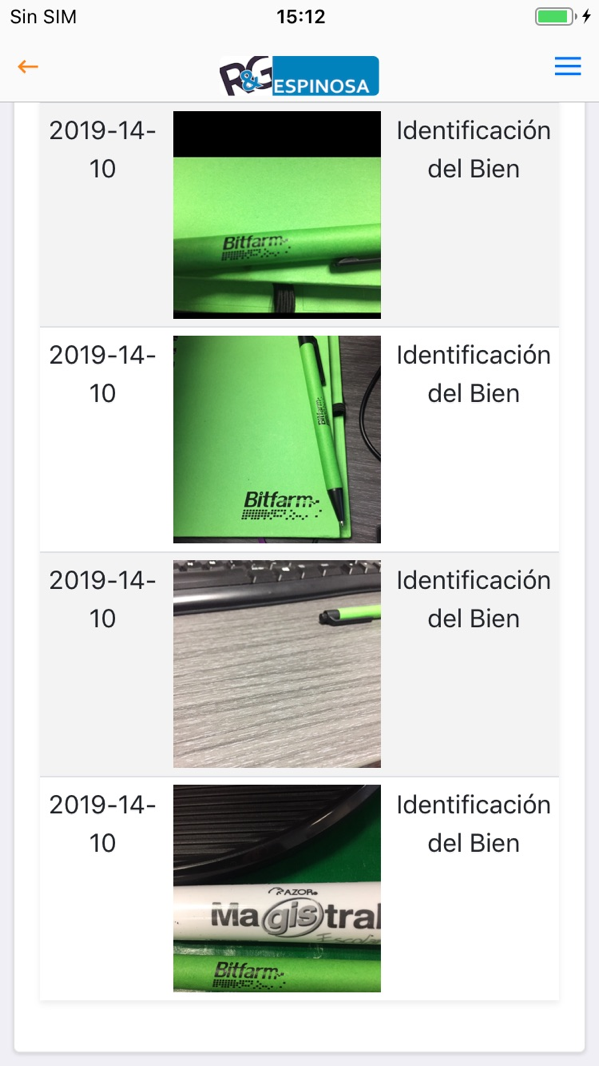 Sin SIM 15:12
R&G ESPINOSA
2019-14-
10
Identificación
del Bien
Bitfarm
2019-14-
10
Identificación
del Bien
Bitfarm
Bitfarm
2019-14-
10
Identificación
del Bien
2019-14-
10
Identificación
del Bien
AZOR
Magistral
Bitfarm